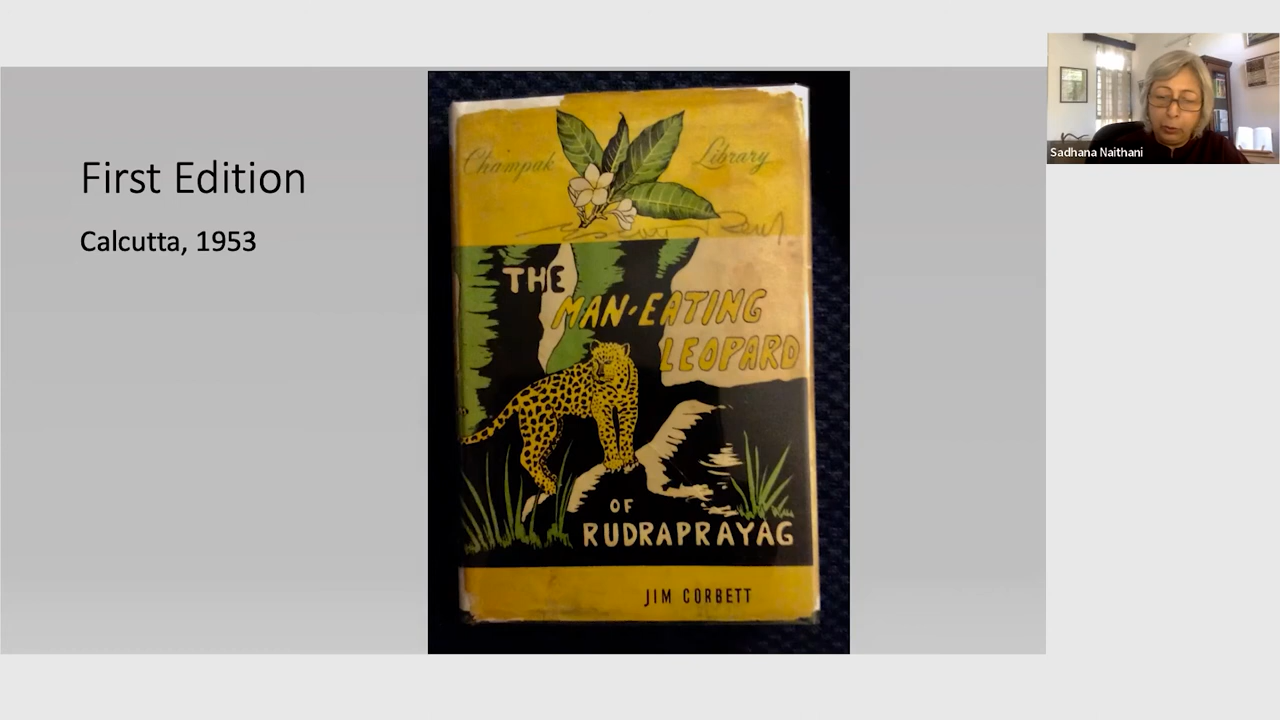 First Edition
Calcutta, 1953
Champak Library
THE
MAN-EATING
LEOPARD
OF
RUDRAPRAYAG
JIM CORBETT
Sadhana Naithani